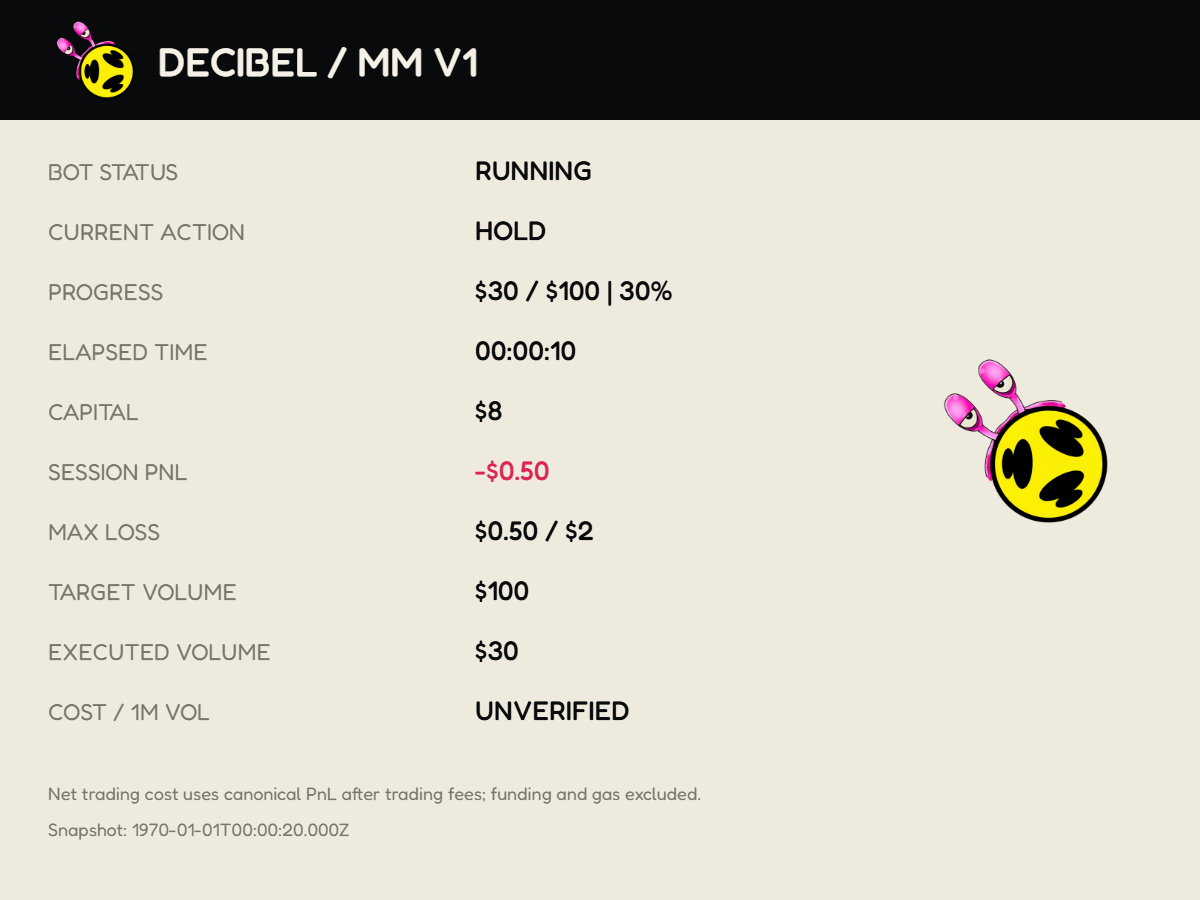 DECIBEL / MM V1
BOT STATUS RUNNING
CURRENT ACTION HOLD
PROGRESS $30 / $100 | 30%
ELAPSED TIME 00:00:10
CAPITAL $8
SESSION PNL -$0.50
MAX LOSS $0.50 / $2
TARGET VOLUME $100
EXECUTED VOLUME $30
COST / 1M VOL UNVERIFIED
Net trading cost uses canonical PnL after trading fees; funding and gas excluded.
Snapshot: 1970-01-01T00:00:20.000Z